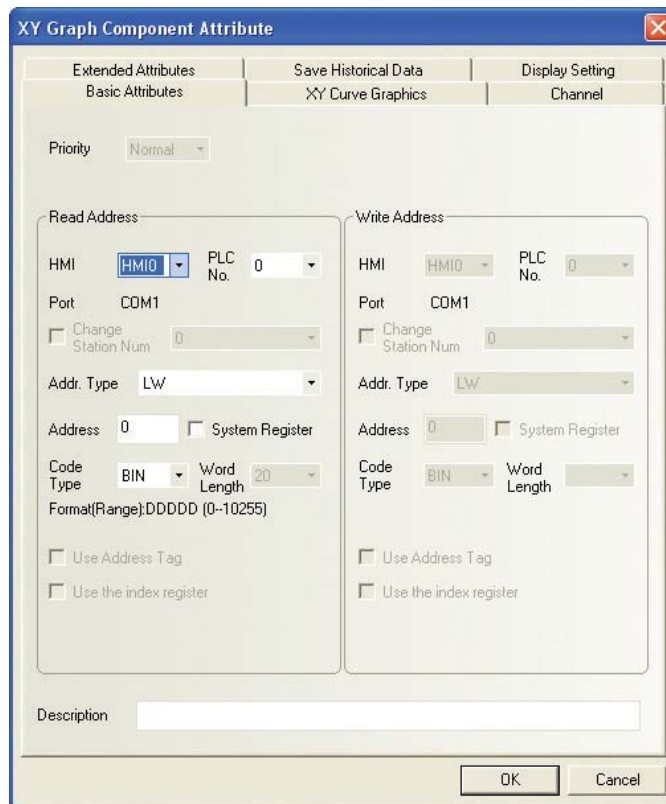 XY Graph Component Attribute
Extended Attributes Save Historical Data Display Setting
Basic Attributes XY Curve Graphics Channel
Priority Normal
Read Address
HMI HMI0 PLC No. 0
Port COM1
Change Station Num 0
Addr. Type LW
Address 0 System Register
Code Type BIN Word Length 20
Format(Range):DDDDD (0--10255)
Use Address Tag
Use the index register
Write Address
HMI HMI0 PLC No. 0
Port COM1
Change Station Num 0
Addr. Type LW
Address 0 System Register
Code Type BIN Word Length
Use Address Tag
Use the index register
Description
OK Cancel